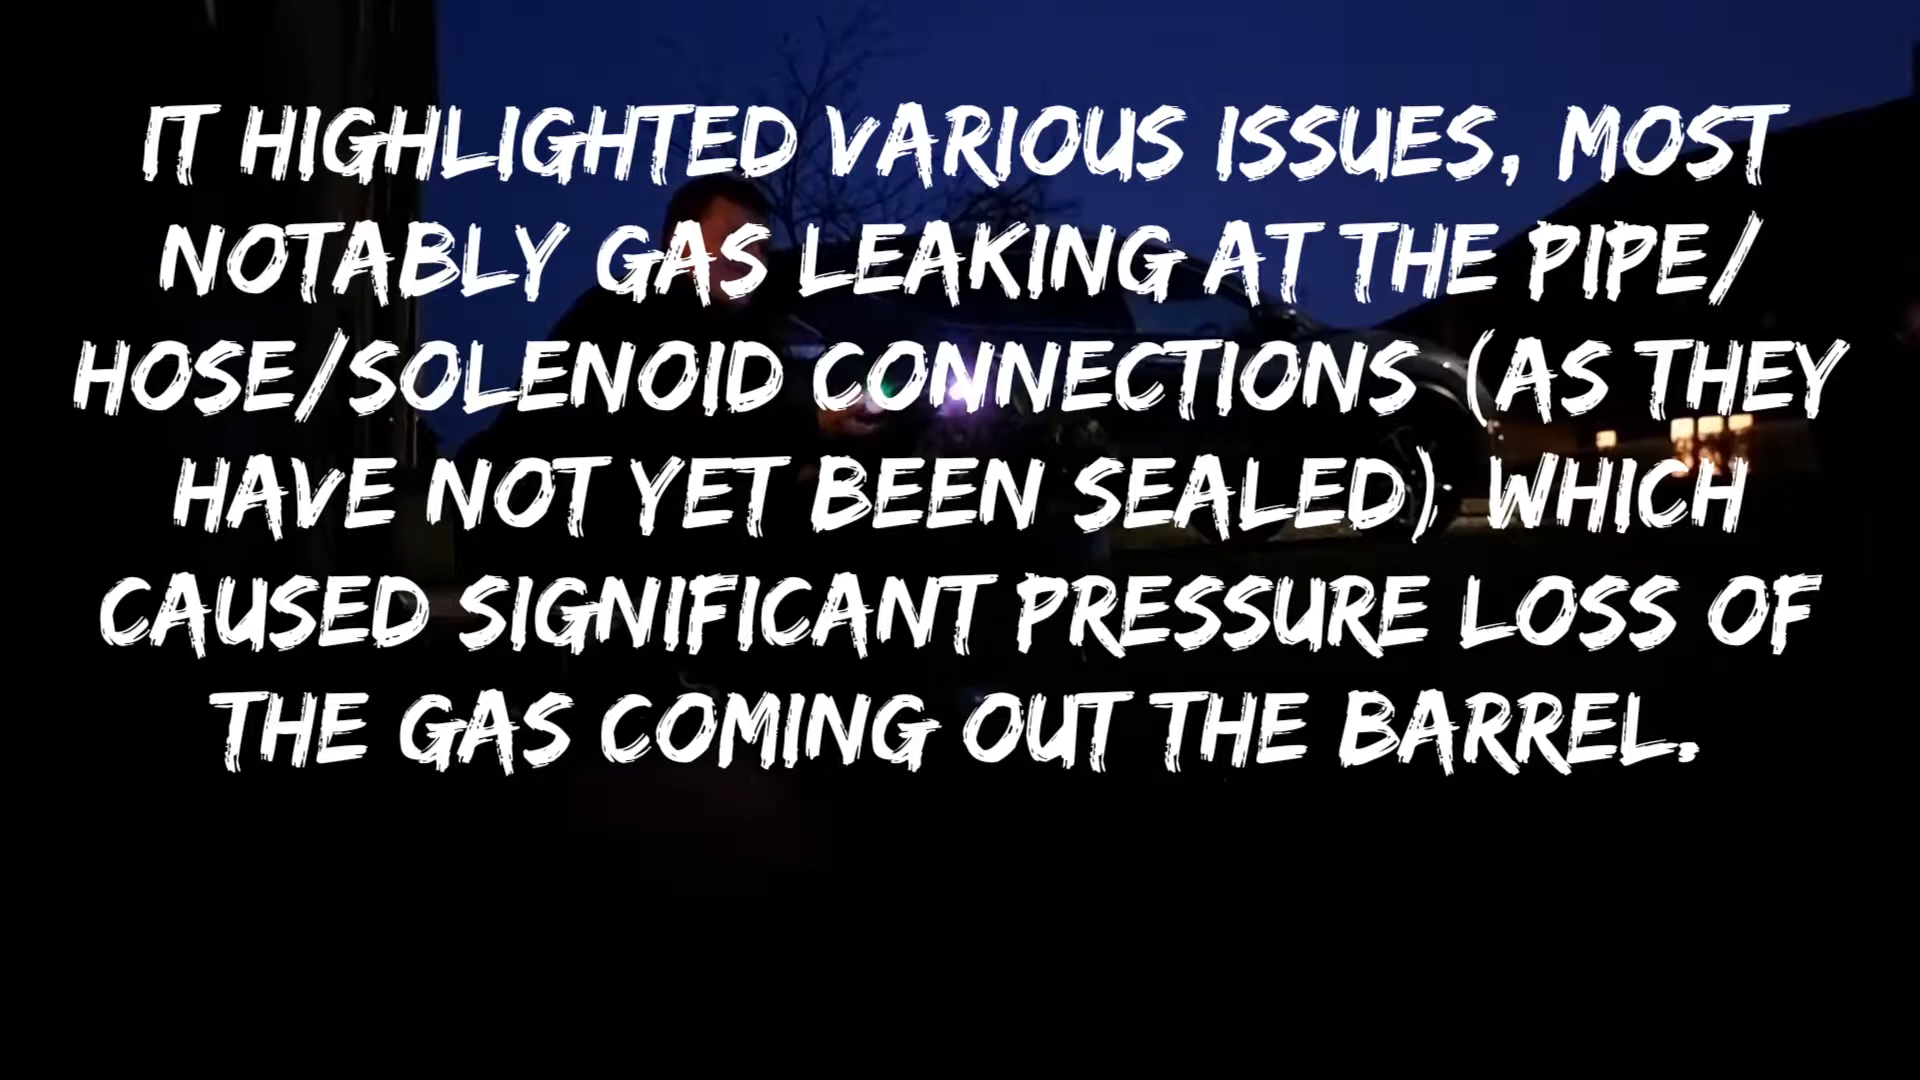 IT HIGHLIGHTED VARIOUS ISSUES, MOST
NOTABLY GAS LEAKING AT THE PIPE/
HOSE/SOLENOID CONNECTIONS (AS THEY
HAVE NOT YET BEEN SEALED) WHICH
CAUSED SIGNIFICANT PRESSURE LOSS OF
THE GAS COMING OUT THE BARREL.